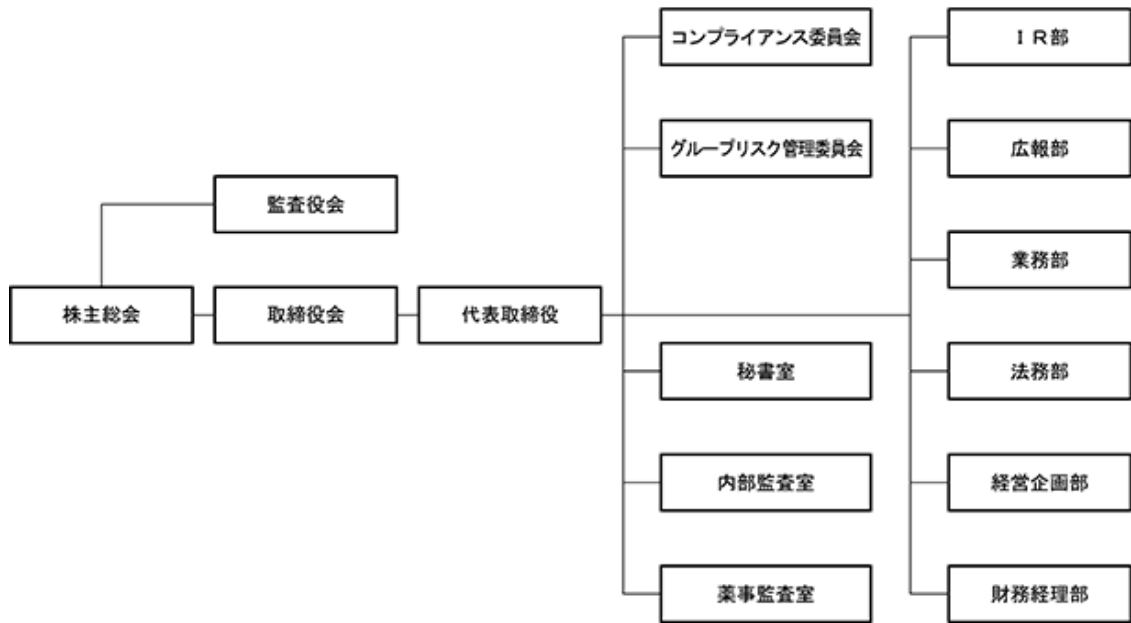 株主総会
監査役会
取締役会
代表取締役
コンプライアンス委員会
グループリスク管理委員会
秘書室
内部監査室
薬事監査室
ＩＲ部
広報部
業務部
法務部
経営企画部
財務経理部